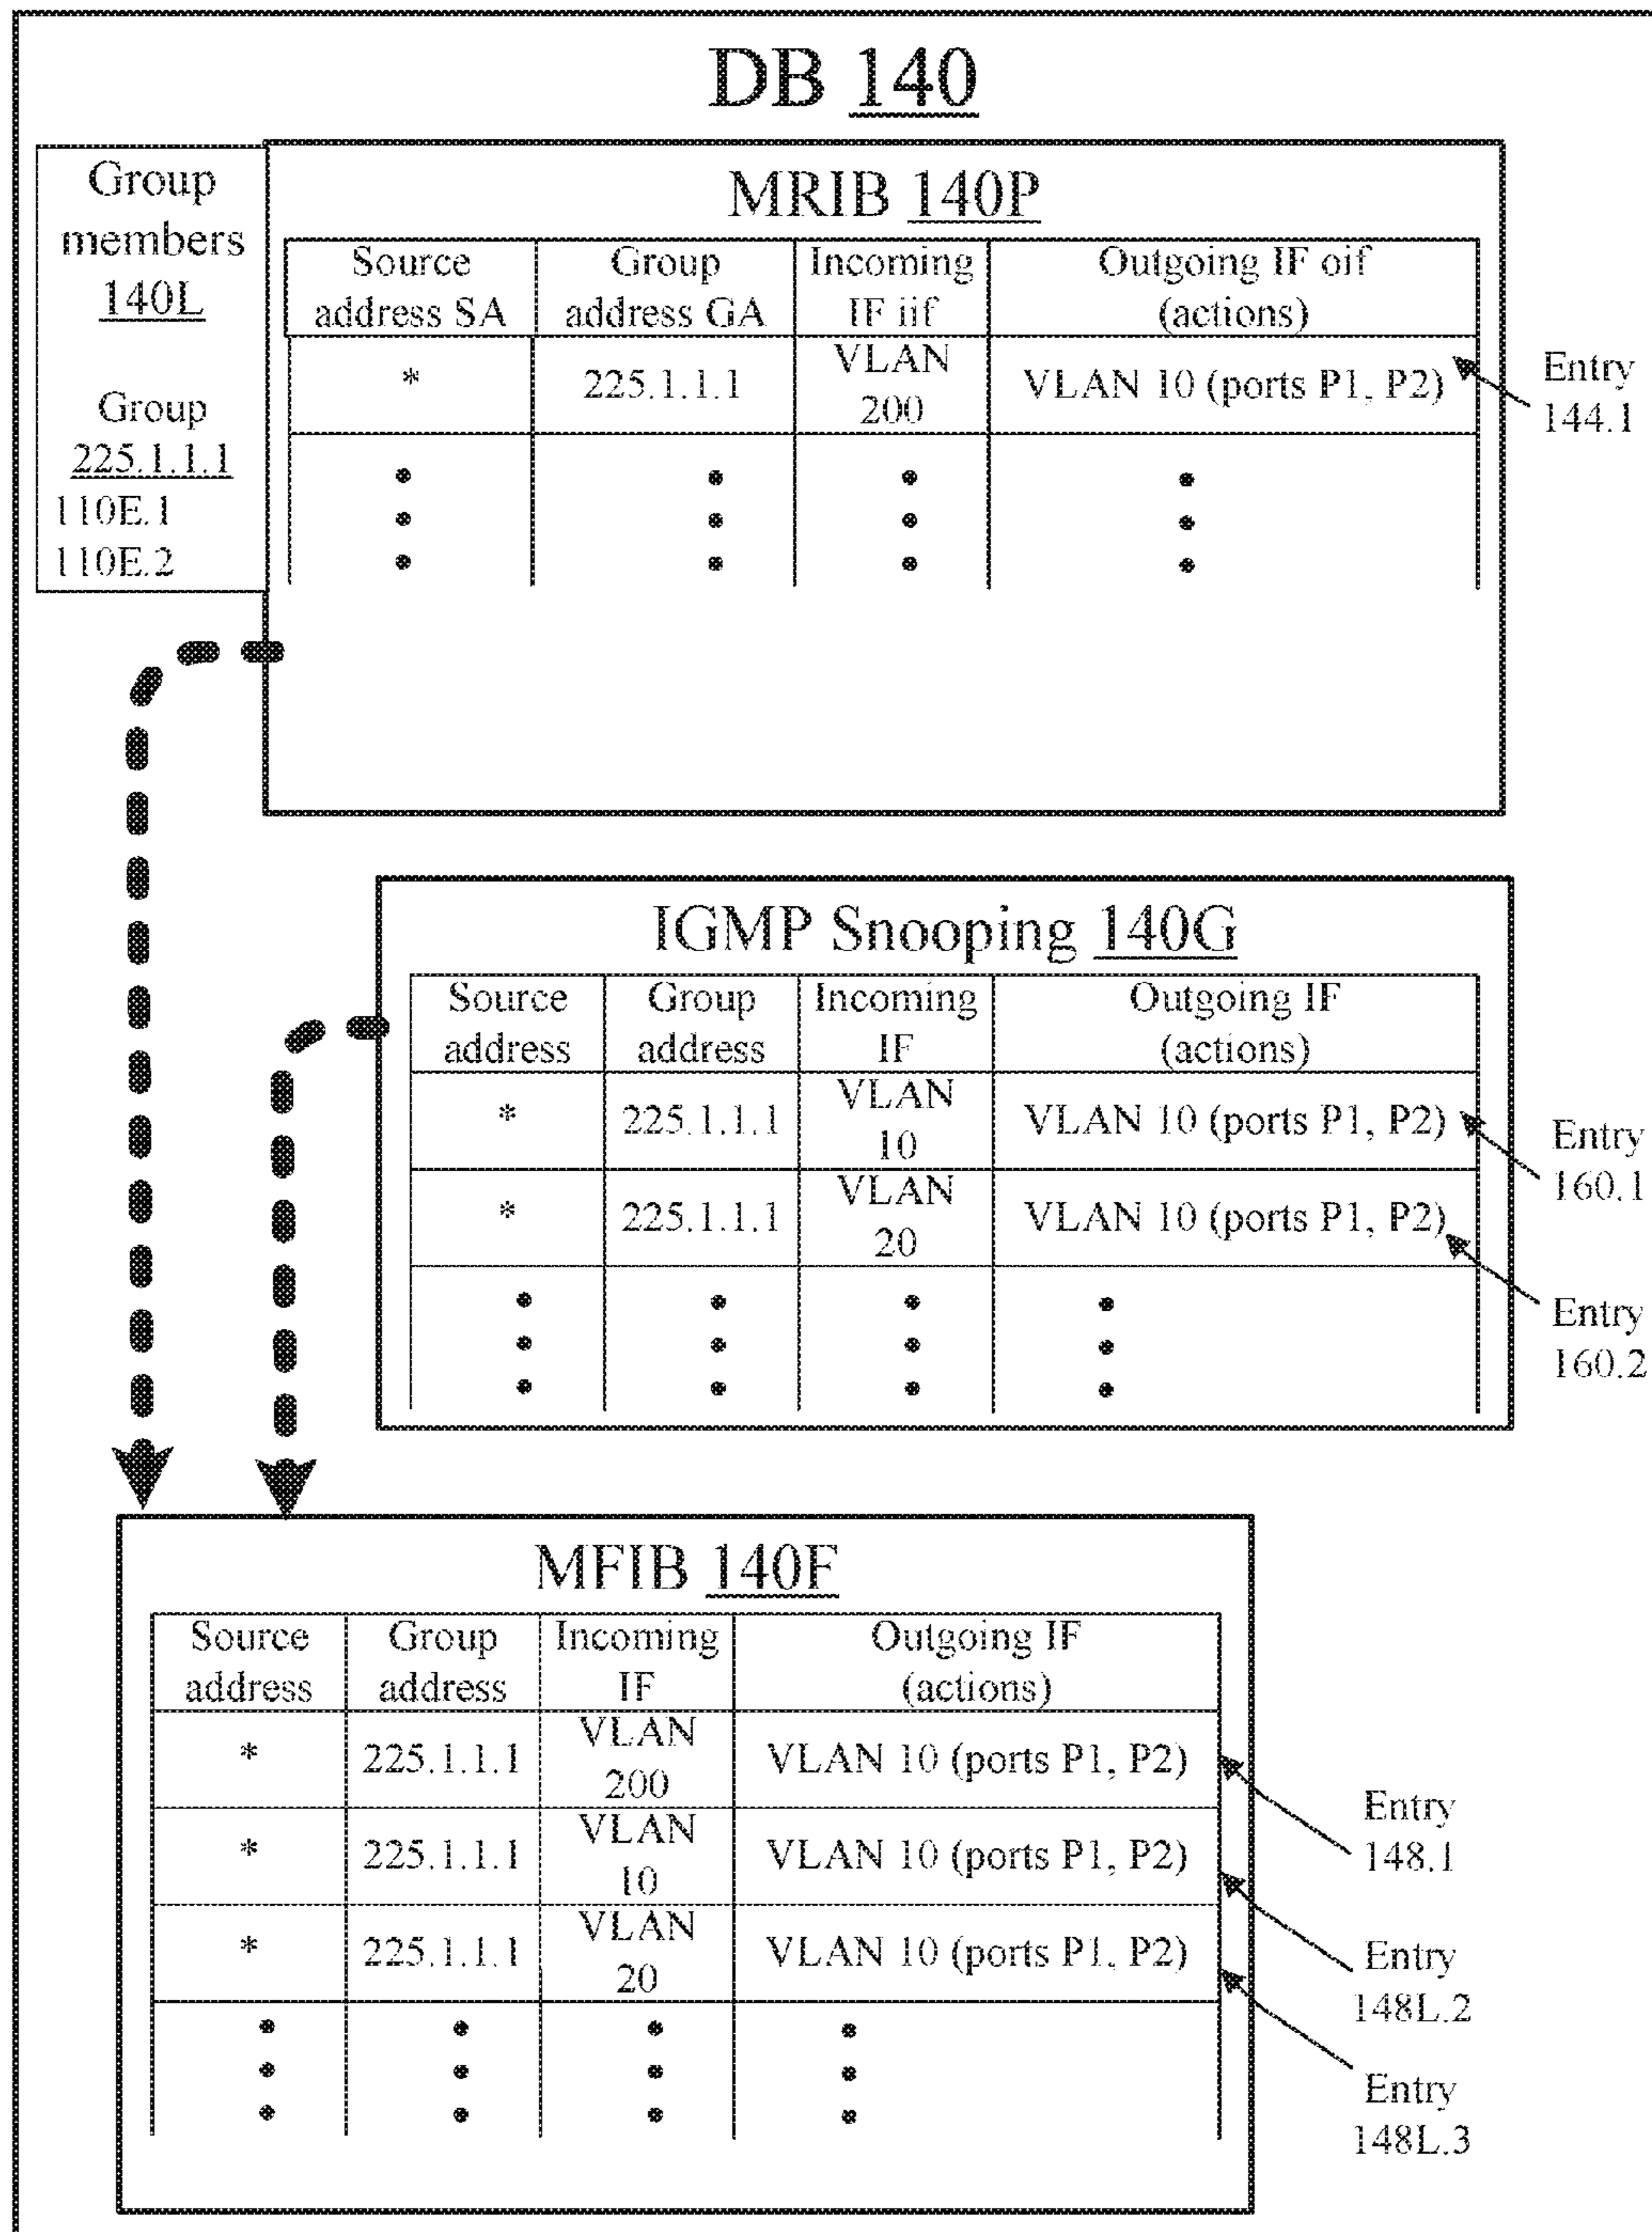 DB 140
Group
members
140L
Group
225.1.1.1
110E.1
110E.2
MRIB 140P
Source
address SA
Group
address GA
Incoming
IF iif
Outgoing IF oif
(actions)
*
225.1.1.1
VLAN
200
VLAN 10 (ports P1, P2)
Entry
144.1
IGMP Snooping 140G
Source
address
Group
address
Incoming
IF
Outgoing IF
(actions)
*
225.1.1.1
VLAN
10
VLAN 10 (ports P1, P2)
Entry
160.1
*
225.1.1.1
VLAN
20
VLAN 10 (ports P1, P2)
Entry
160.2
MFIB 140F
Source
address
Group
address
Incoming
IF
Outgoing IF
(actions)
*
225.1.1.1
VLAN
200
VLAN 10 (ports P1, P2)
Entry
148.1
*
225.1.1.1
VLAN
10
VLAN 10 (ports P1, P2)
Entry
148L.2
*
225.1.1.1
VLAN
20
VLAN 10 (ports P1, P2)
Entry
148L.3